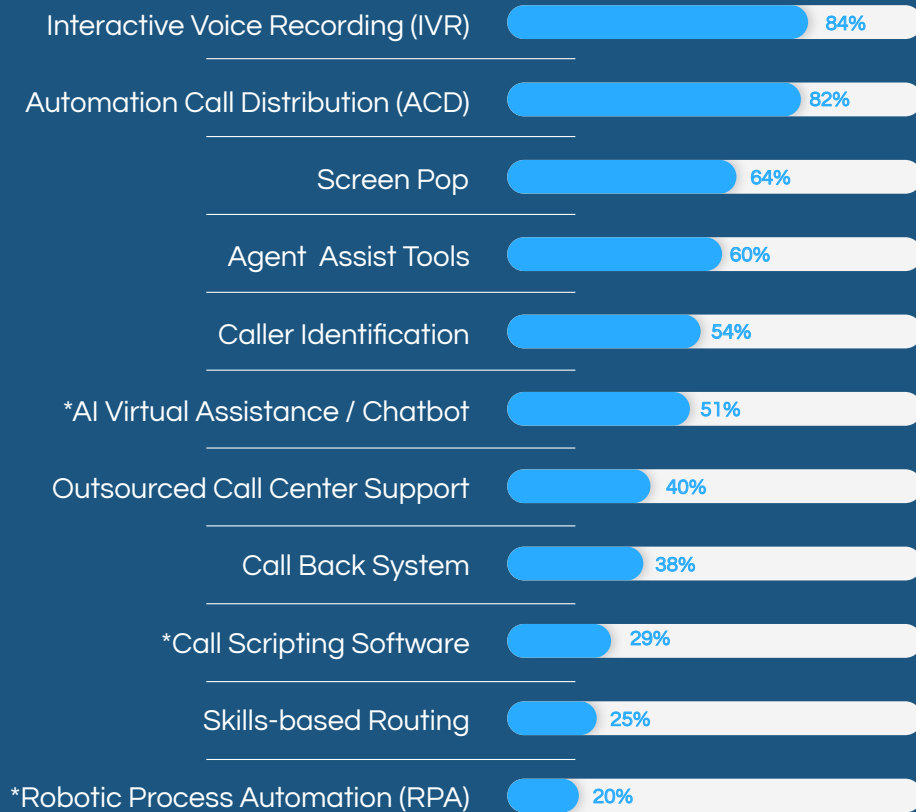 Interactive Voice Recording (IVR) 84%
Automation Call Distribution (ACD) 82%
Screen Pop 64%
Agent Assist Tools 60%
Caller Identification 54%
*AI Virtual Assistance / Chatbot 51%
Outsourced Call Center Support 40%
Call Back System 38%
*Call Scripting Software 29%
Skills-based Routing 25%
*Robotic Process Automation (RPA) 20%